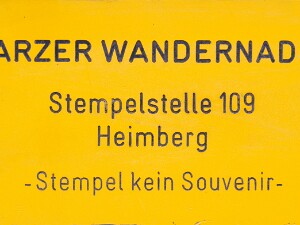 ARZER WANDERNAD
Stempelstelle 109
Heimberg
-Stempel kein Souvenir-